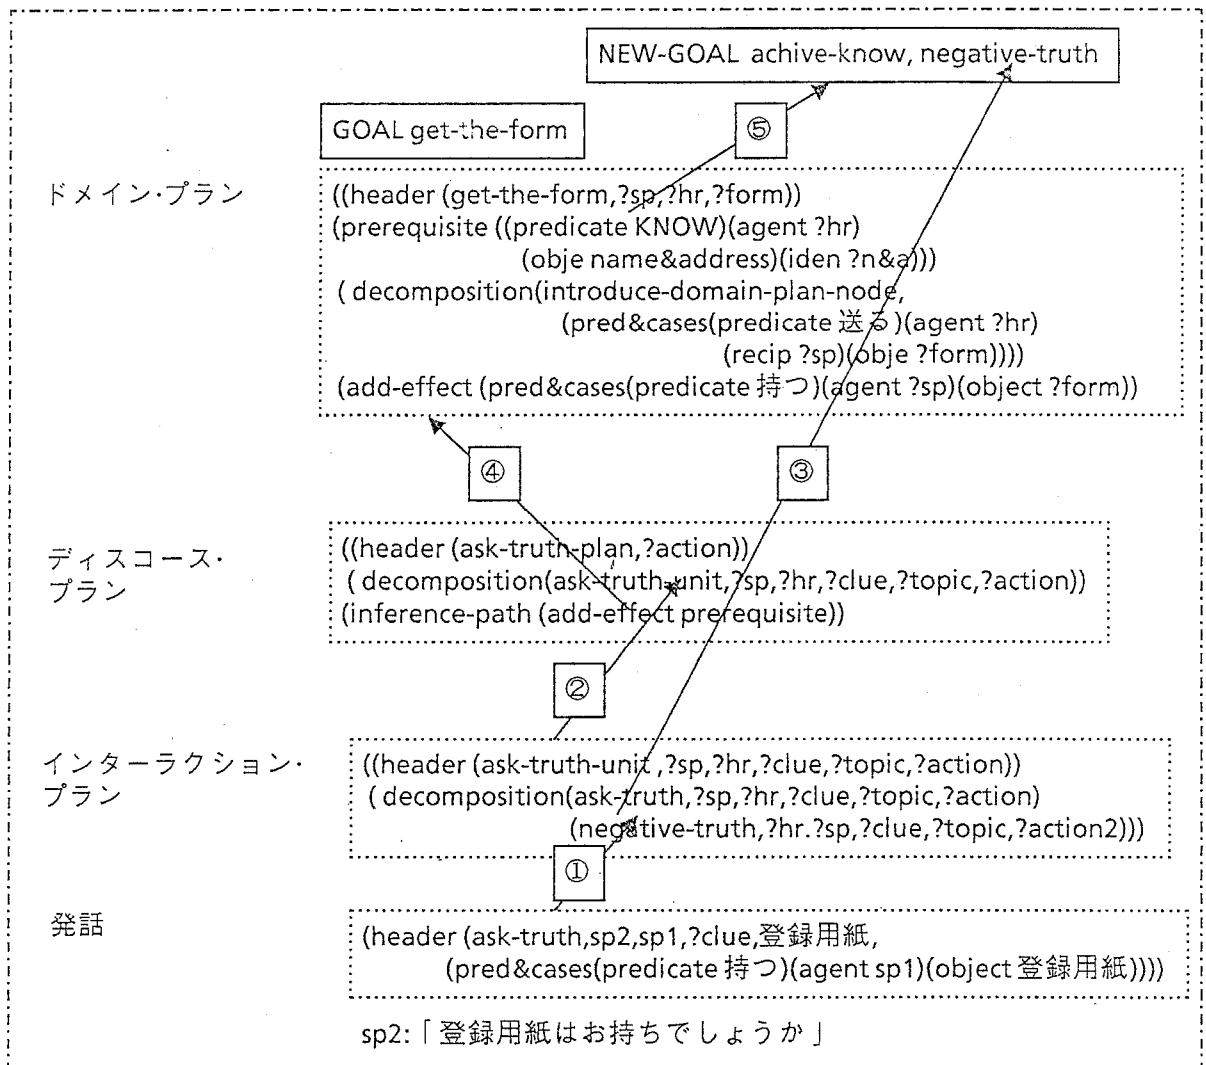 NEW-GOAL achive-know, negative-truth
⑤
GOAL get-the-form
ドメイン・プラン
((header (get-the-form,?sp,?hr,?form))
(prerequisite ((predicate KNOW)(agent ?hr)
(obje name&address)(iden ?n&a)))
( decomposition(introduce-domain-plan-node,
(pred&cases(predicate 送る)(agent ?hr)
(recip ?sp)(obje ?form))))
(add-effect (pred&cases(predicate 持つ)(agent ?sp)(object ?form))
④
③
ディスコース・
プラン
((header (ask-truth-plan,?action))
( decomposition(ask-truth-unit,?sp,?hr,?clue,?topic,?action))
(inference-path (add-effect prerequisite))
②
インターラクション・
プラン
((header (ask-truth-unit ,?sp,?hr,?clue,?topic,?action))
( decomposition(ask-truth,?sp,?hr,?clue,?topic,?action)
(negative-truth,?hr.?sp,?clue,?topic,?action2)))
①
発話
(header (ask-truth,sp2,sp1,?clue,登録用紙,
(pred&cases(predicate 持つ)(agent sp1)(object 登録用紙))))
sp2:「登録用紙はお持ちでしょうか」